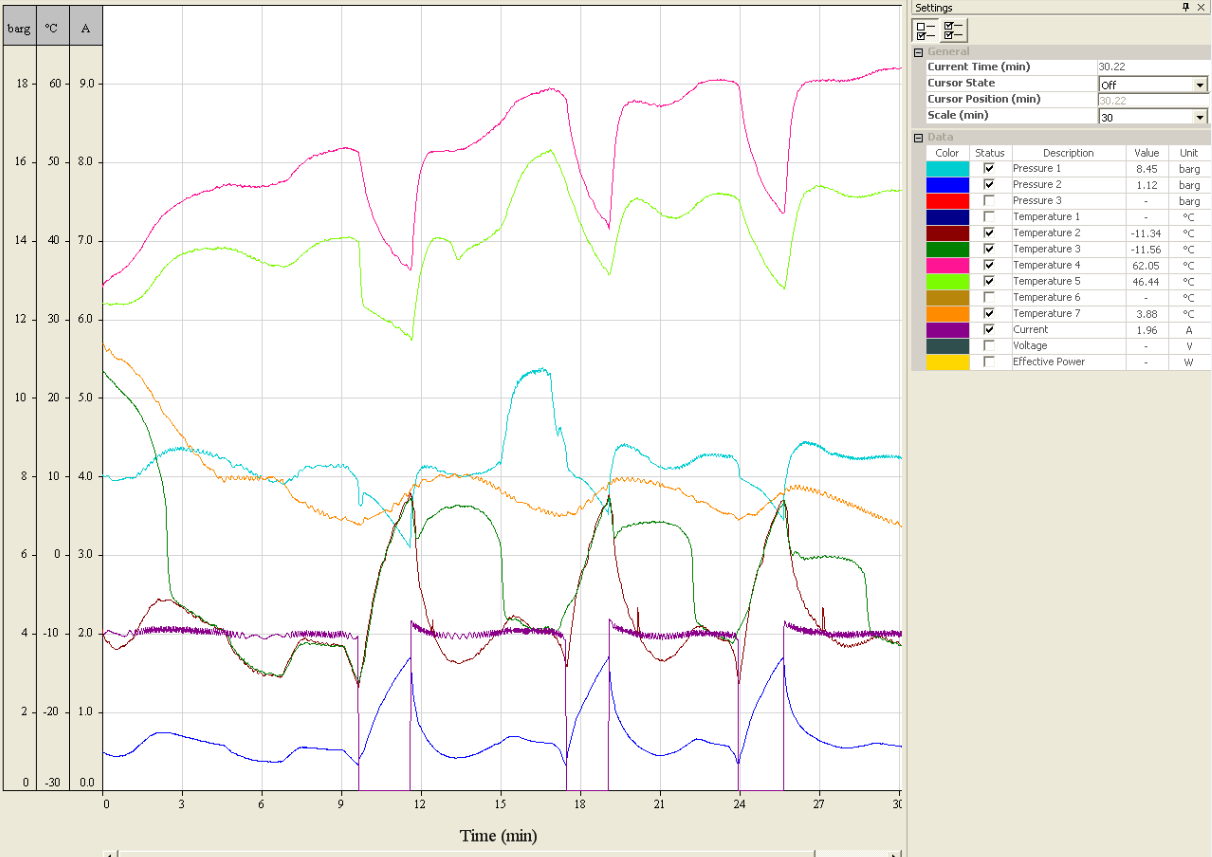 Settings
barg °C A
General
Current Time (min) 30.22
Cursor State Off
Cursor Position (min) 30.22
Scale (min) 30
Data
Color Status Description Value Unit
Pressure 1 8.45 barg
Pressure 2 1.12 barg
Pressure 3 - barg
Temperature 1 - °C
Temperature 2 -11.34 °C
Temperature 3 -11.56 °C
Temperature 4 62.05 °C
Temperature 5 46.44 °C
Temperature 6 - °C
Temperature 7 3.88 °C
Current 1.96 A
Voltage - V
Effective Power - W
18 60 9.0
16 50 8.0
14 40 7.0
12 30 6.0
10 20 5.0
8 10 4.0
6 0 3.0
4 -10 2.0
2 -20 1.0
0 -30 0.0
0 3 6 9 12 15 18 21 24 27 30
Time (min)